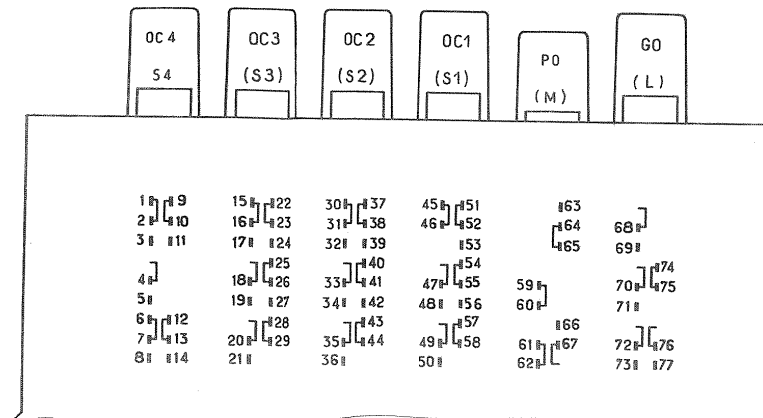 OC4 OC3 OC2 OC1 PO GO
S4 (S3) (S2) (S1) (M) (L)
1 9 15 22 30 37 45 51 63
2 10 16 23 31 38 46 52 64 68
3 11 17 24 32 39 53 65 69
25 40 54 74
4 18 26 33 41 47 55 59 70 75
5 19 27 34 42 48 56 60 71
6 12 28 43 57 66
7 13 20 29 35 44 49 58 61 67 72 76
8 14 21 36 50 62 73 77